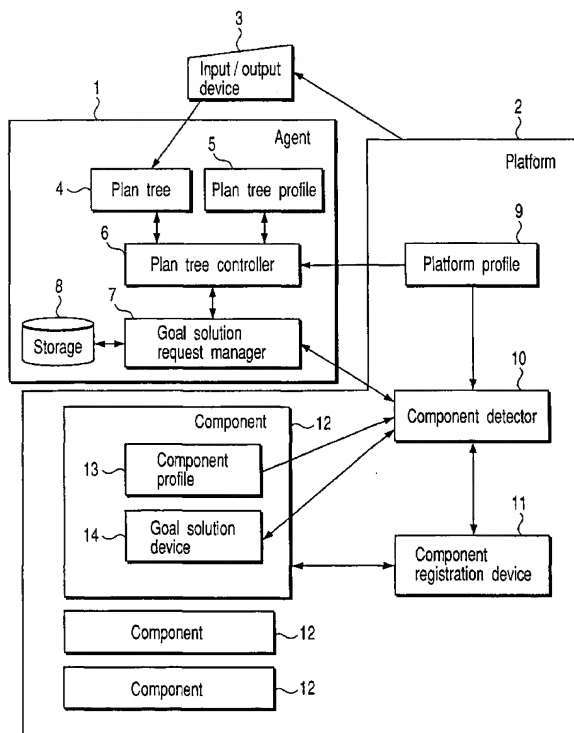 3
Input / output
device
1
2
Agent
Platform
5
4
Plan tree
Plan tree profile
6
9
Plan tree controller
Platform profile
8
7
Storage
Goal solution
request manager
10
Component detector
Component
12
13
Component
profile
14
Goal solution
device
11
Component
registration device
Component
12
Component
12